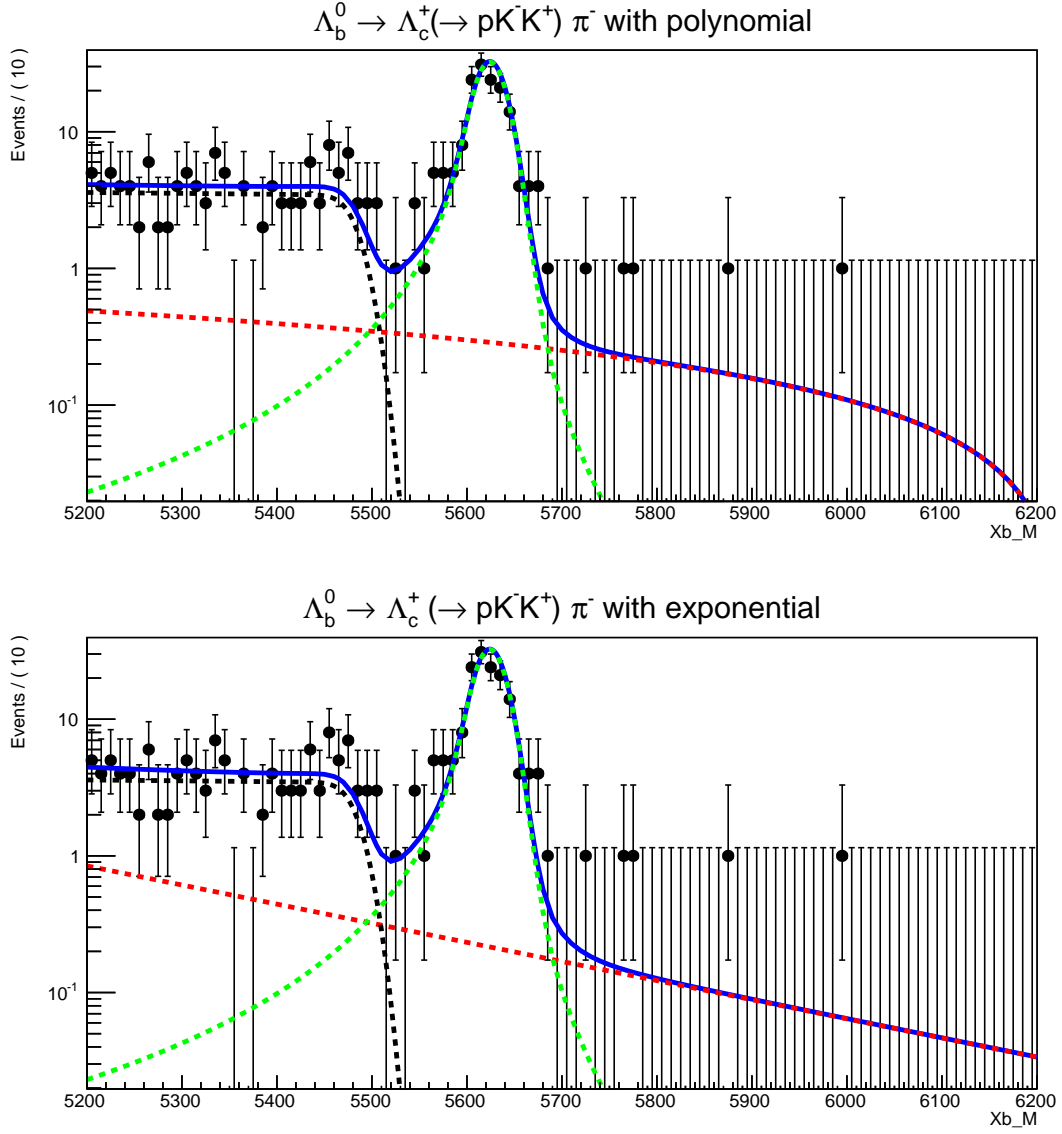 Λb0 → Λc+(→ pK-K+) π- with polynomial
Events / ( 10 )
10
1
10-1
5200 5300 5400 5500 5600 5700 5800 5900 6000 6100 6200
Xb_M
Λb0 → Λc+ (→ pK-K+) π- with exponential
Events / ( 10 )
10
1
10-1
5200 5300 5400 5500 5600 5700 5800 5900 6000 6100 6200
Xb_M